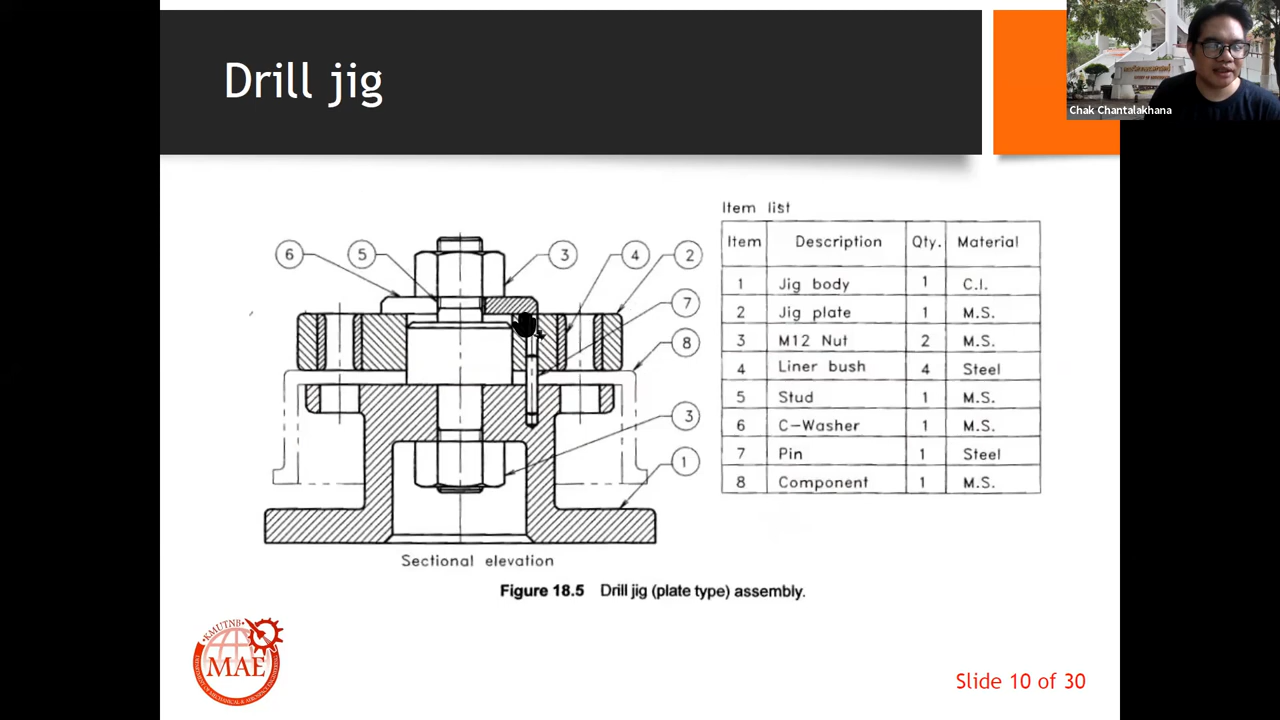 Drill jig
Chak Chantalakhana
Item list
Item Description Qty. Material
1 Jig body 1 C.I.
2 Jig plate 1 M.S.
3 M12 Nut 2 M.S.
4 Liner bush 4 Steel
5 Stud 1 M.S.
6 C-Washer 1 M.S.
7 Pin 1 Steel
8 Component 1 M.S.
6 5 3 4 2
7
8
3
1
Sectional elevation
Figure 18.5 Drill jig (plate type) assembly.
KMUTNB
MAE
Slide 10 of 30